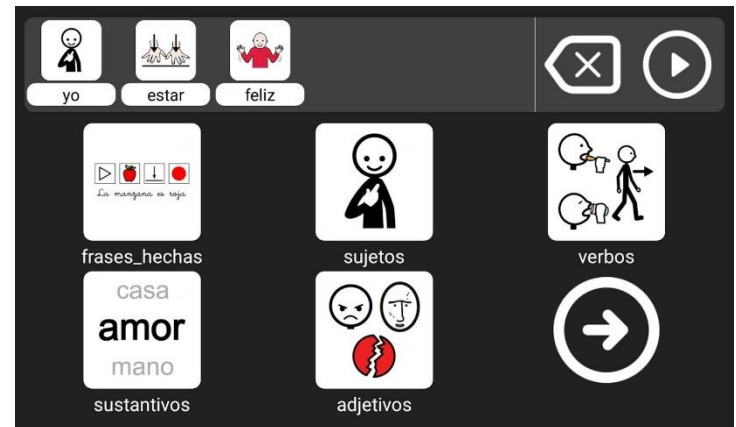 yo estar feliz
La manzana es roja
frases_hechas sujetos verbos
casa
amor
mano
sustantivos adjetivos